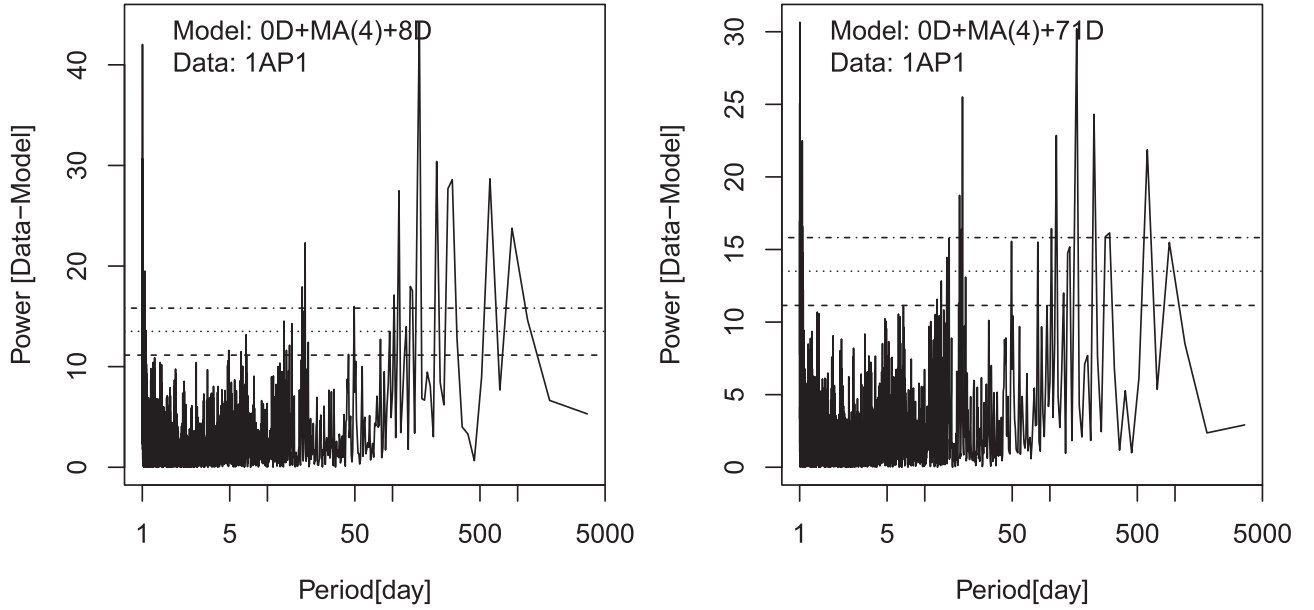 Model: 0D+MA(4)+8D
Data: 1AP1
Power [Data−Model]
40
30
20
10
0
1 5 50 500 5000
Period[day]
Model: 0D+MA(4)+71D
Data: 1AP1
Power [Data−Model]
30
25
20
15
10
5
0
1 5 50 500 5000
Period[day]